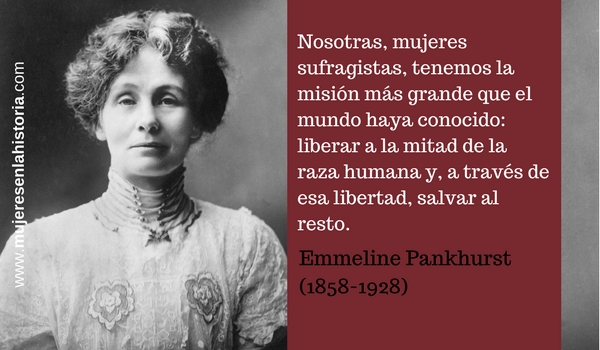 www.mujeresenlahistoria.com
Nosotras, mujeres
sufragistas, tenemos la
misión más grande que el
mundo haya conocido:
liberar a la mitad de la
raza humana y, a través de
esa libertad, salvar al
resto.
Emmeline Pankhurst
(1858-1928)